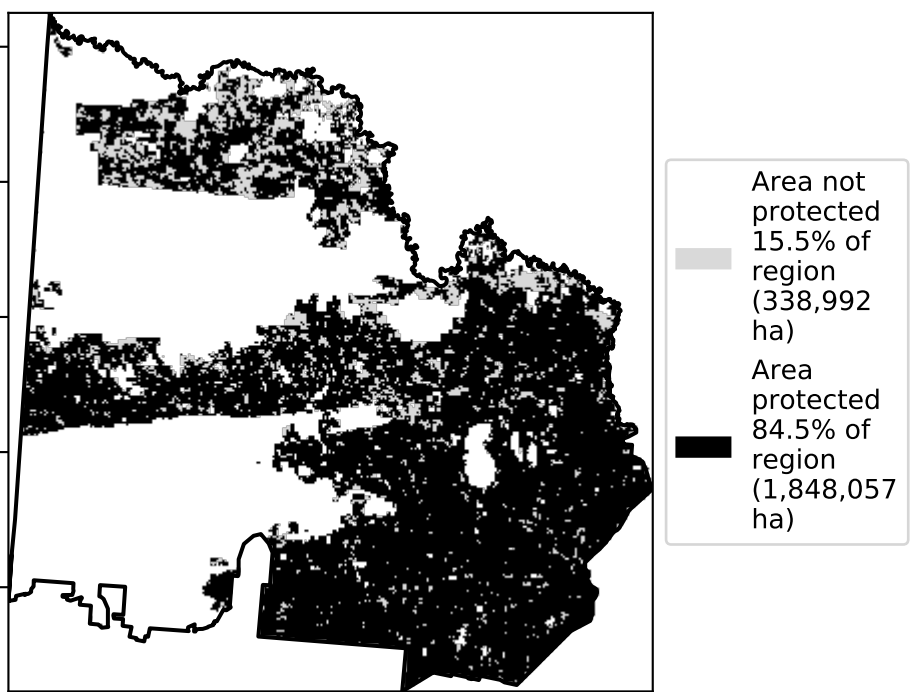 Area not
protected
15.5% of
region
(338,992
ha)
Area
protected
84.5% of
region
(1,848,057
ha)